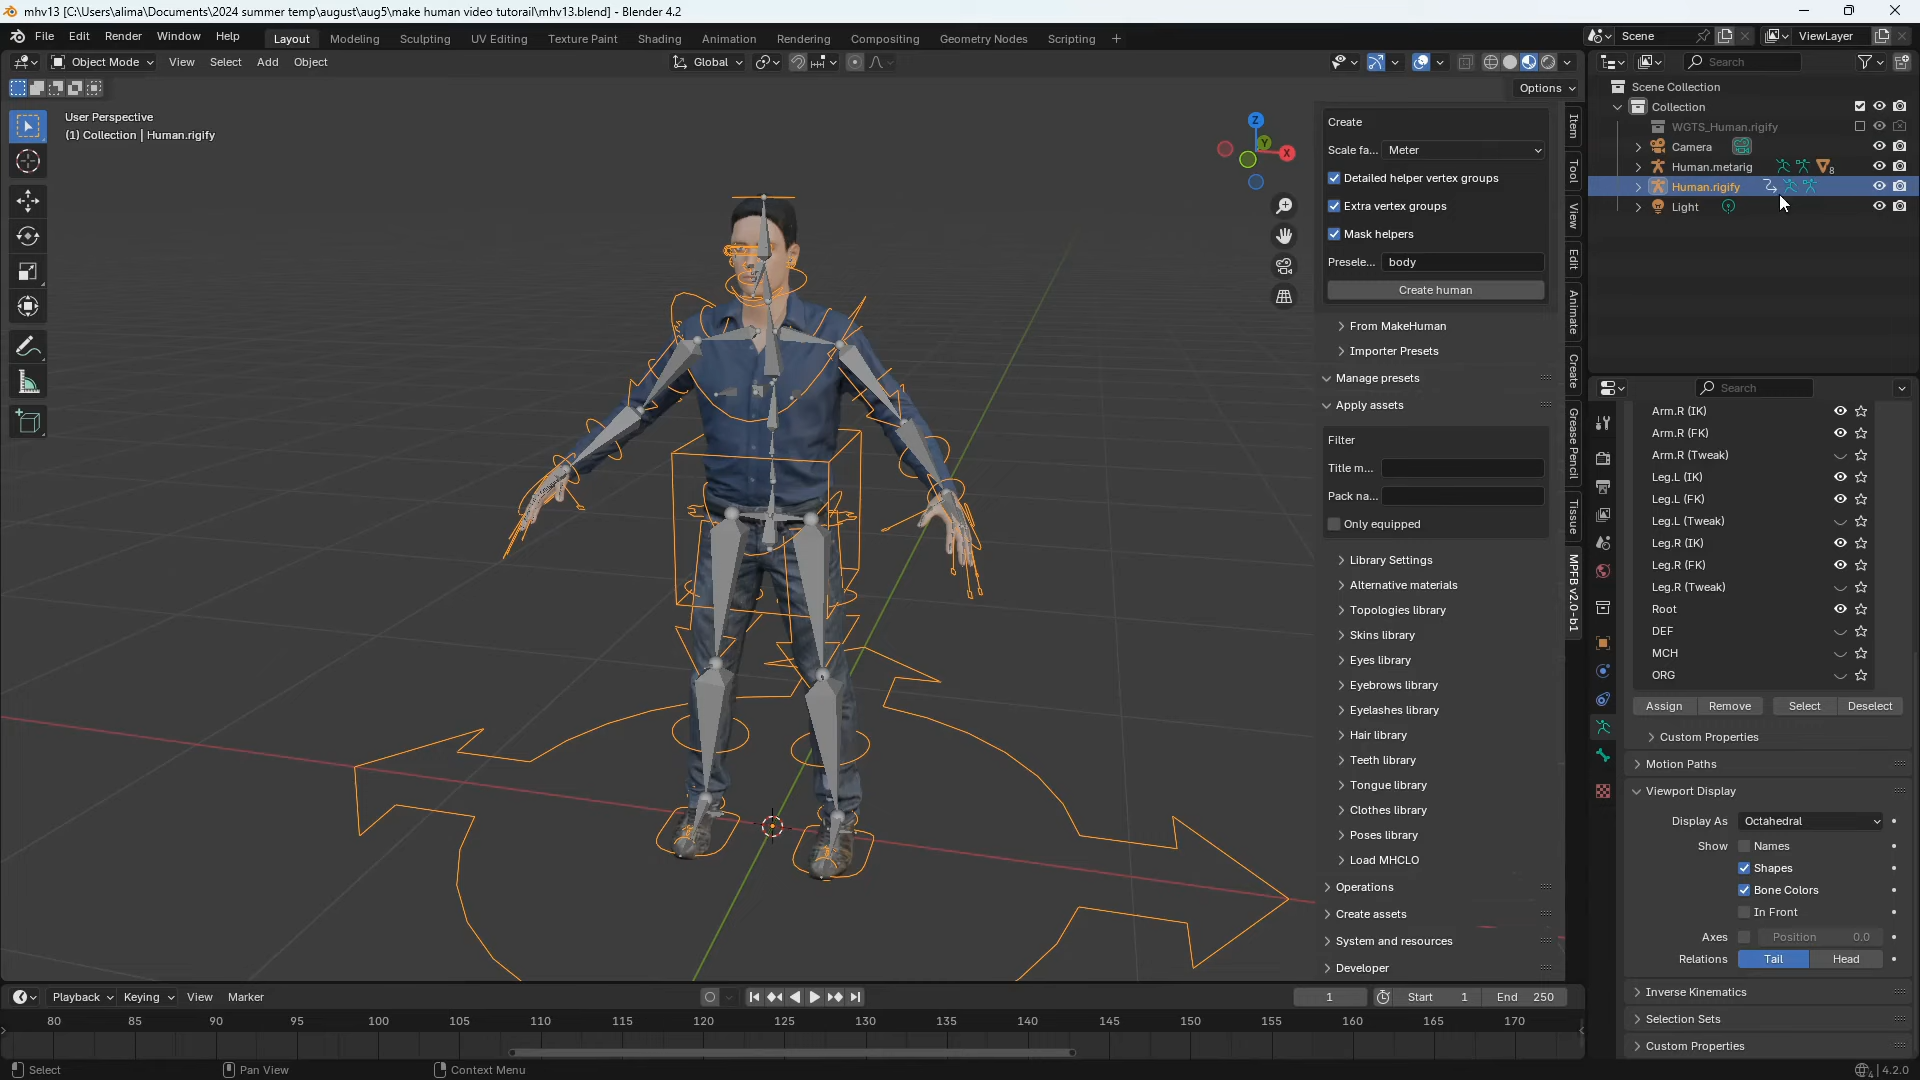 mhv13 [C:\Users\alima\Documents\2024 summer temp\august\aug5\make human video tutorail\mhv13.blend] - Blender 4.2
File Edit Render Window Help Layout Modeling Sculpting UV Editing Texture Paint Shading Animation Rendering Compositing Geometry Nodes Scripting + Scene ViewLayer
Object Mode View Select Add Object Global Search
Options
User Perspective
(1) Collection | Human.rigify
Z
Y
X
Create
Scale fa... Meter
Detailed helper vertex groups
Extra vertex groups
Mask helpers
Presele... body
Create human
From MakeHuman
Importer Presets
Manage presets
Apply assets
Filter
Title m...
Pack na...
Only equipped
Library Settings
Alternative materials
Topologies library
Skins library
Eyes library
Eyebrows library
Eyelashes library
Hair library
Teeth library
Tongue library
Clothes library
Poses library
Load MHCLO
Operations
Create assets
System and resources
Developer
Item
Tool
View
Edit
Animate
Create
Grease Pencil
Tissue
MPFB v2.0-b1
Scene Collection
Collection
WGTS_Human.rigify
Camera
Human.metarig 8
Human.rigify
Light
Search
Arm.R (IK)
Arm.R (FK)
Arm.R (Tweak)
Leg.L (IK)
Leg.L (FK)
Leg.L (Tweak)
Leg.R (IK)
Leg.R (FK)
Leg.R (Tweak)
Root
DEF
MCH
ORG
Assign Remove Select Deselect
Custom Properties
Motion Paths
Viewport Display
Display As Octahedral
Show Names
Shapes
Bone Colors
In Front
Axes Position 0.0
Relations Tail Head
Inverse Kinematics
Selection Sets
Custom Properties
Playback Keying View Marker 1 Start 1 End 250
80 85 90 95 100 105 110 115 120 125 130 135 140 145 150 155 160 165 170
Select Pan View Context Menu 4.2.0